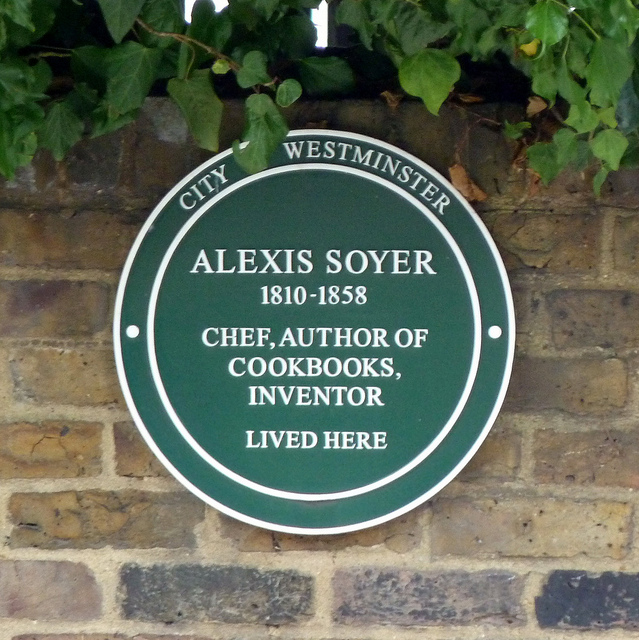 CITY WESTMINSTER
ALEXIS SOYER
1810-1858
CHEF, AUTHOR OF
COOKBOOKS,
INVENTOR
LIVED HERE